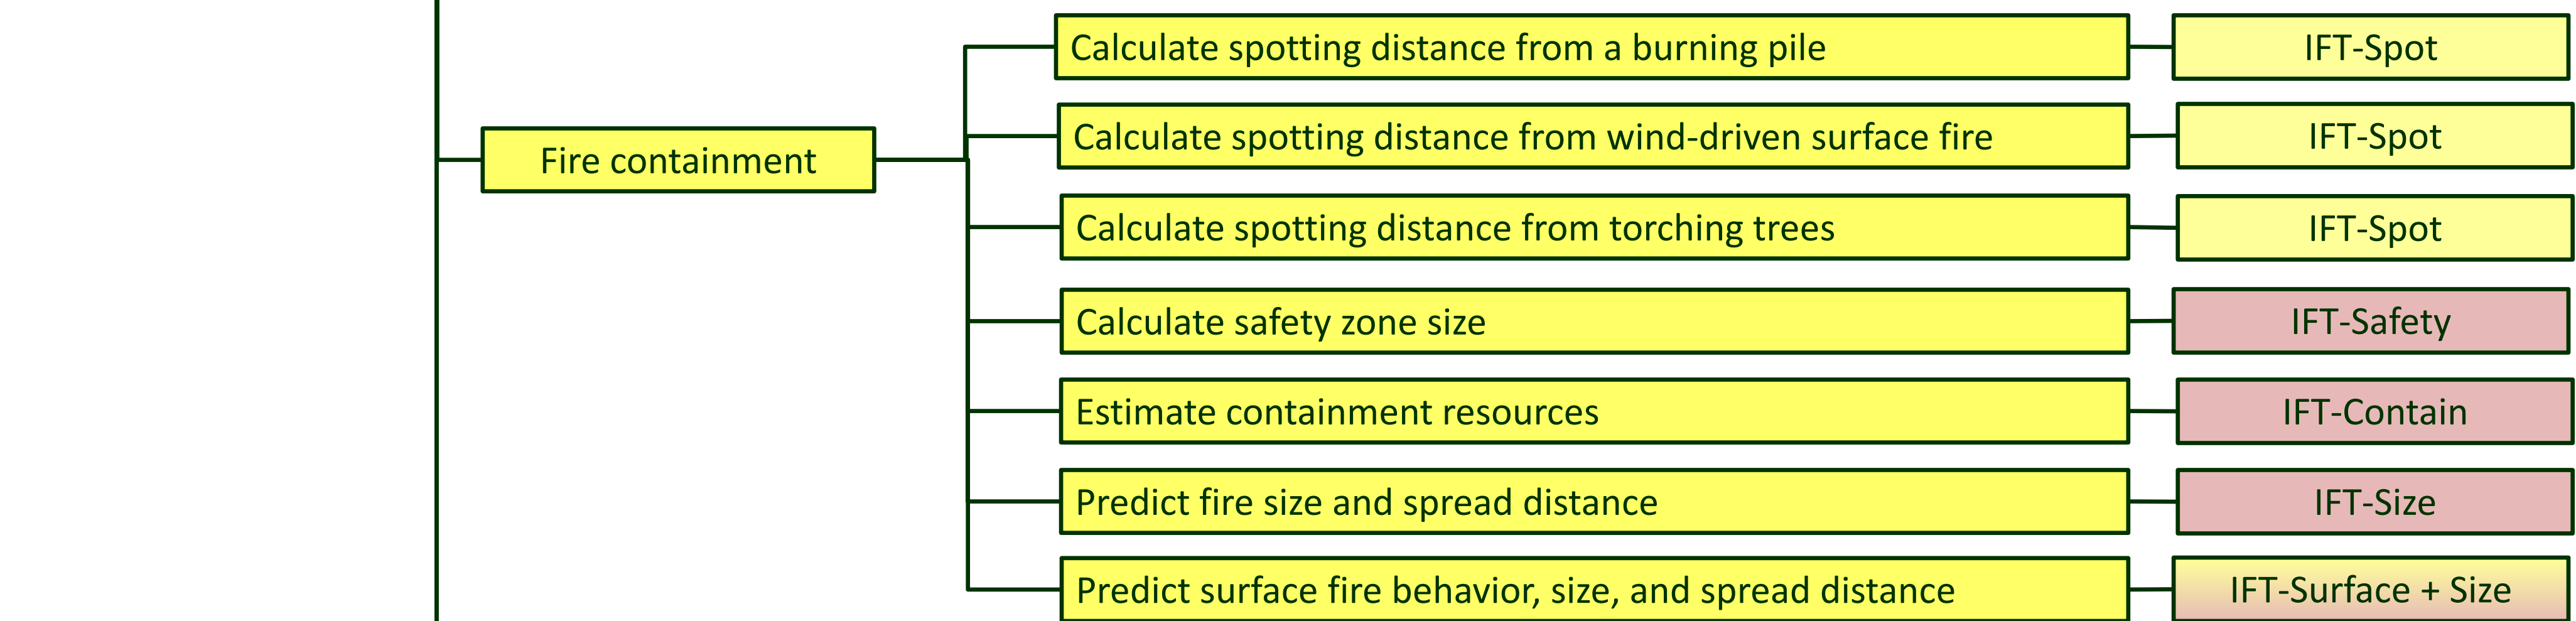 Calculate spotting distance from a burning pile
IFT-Spot
Calculate spotting distance from wind-driven surface fire
IFT-Spot
Fire containment
Calculate spotting distance from torching trees
IFT-Spot
Calculate safety zone size
IFT-Safety
Estimate containment resources
IFT-Contain
Predict fire size and spread distance
IFT-Size
Predict surface fire behavior, size, and spread distance
IFT-Surface + Size